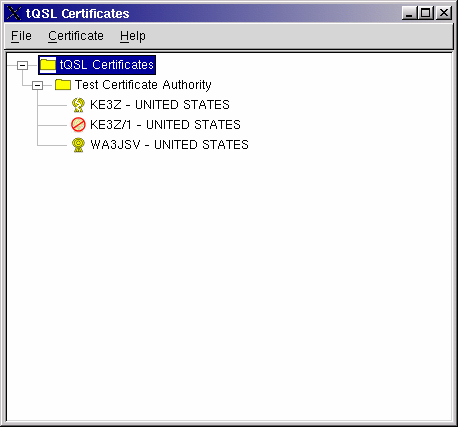 tQSL Certificates
File Certificate Help
tQSL Certificates
Test Certificate Authority
KE3Z - UNITED STATES
KE3Z/1 - UNITED STATES
WA3JSV - UNITED STATES